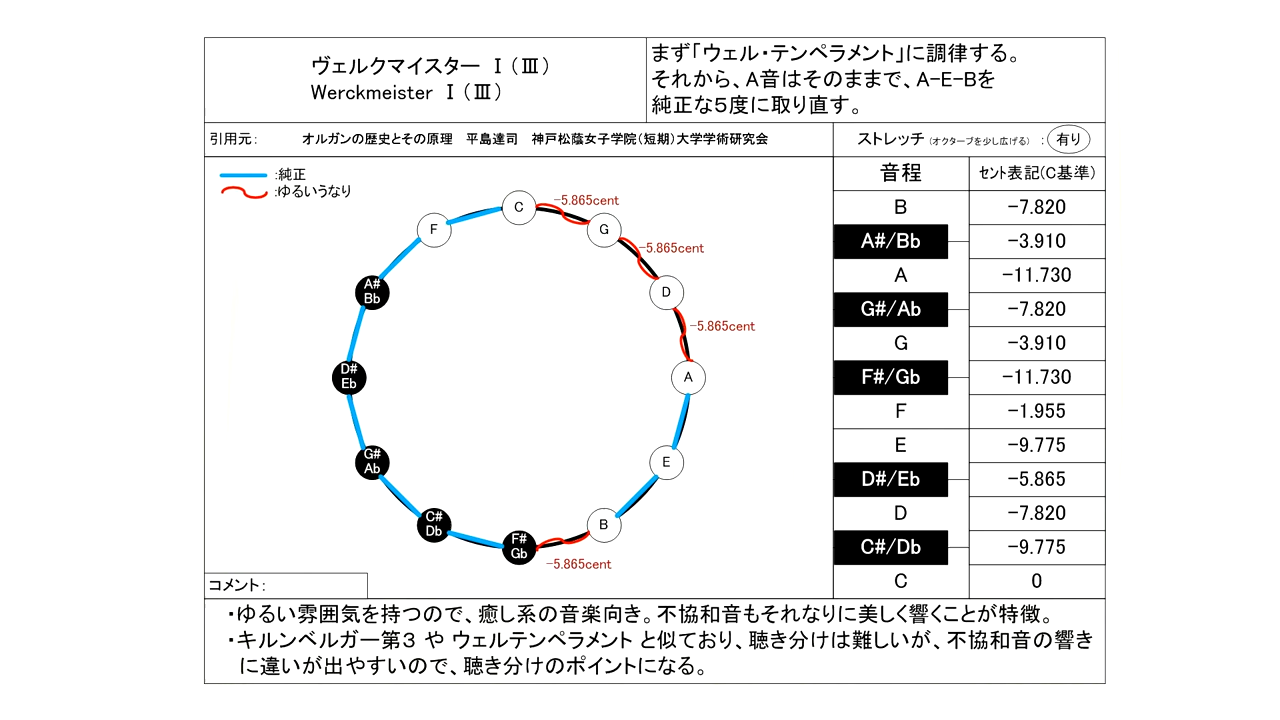 ヴェルクマイスター Ⅰ(Ⅲ)
Werckmeister Ⅰ(Ⅲ)
まず「ウェル・テンペラメント」に調律する。
それから、A音はそのままで、A-E-Bを
純正な5度に取り直す。
引用元: オルガンの歴史とその原理 平島達司 神戸松蔭女子学院(短期)大学学術研究会
ストレッチ (オクターブを少し広げる) : 有り
:純正
:ゆるいうなり
C
-5.865cent
G
-5.865cent
D
-5.865cent
A
E
B
-5.865cent
F#
Gb
C#
Db
G#
Ab
D#
Eb
A#
Bb
F
音程 セント表記(C基準)
B -7.820
A#/Bb -3.910
A -11.730
G#/Ab -7.820
G -3.910
F#/Gb -11.730
F -1.955
E -9.775
D#/Eb -5.865
D -7.820
C#/Db -9.775
C 0
コメント:
・ゆるい雰囲気を持つので、癒し系の音楽向き。不協和音もそれなりに美しく響くことが特徴。
・キルンベルガー第3 や ウェルテンペラメント と似ており、聴き分けは難しいが、不協和音の響き
に違いが出やすいので、聴き分けのポイントになる。